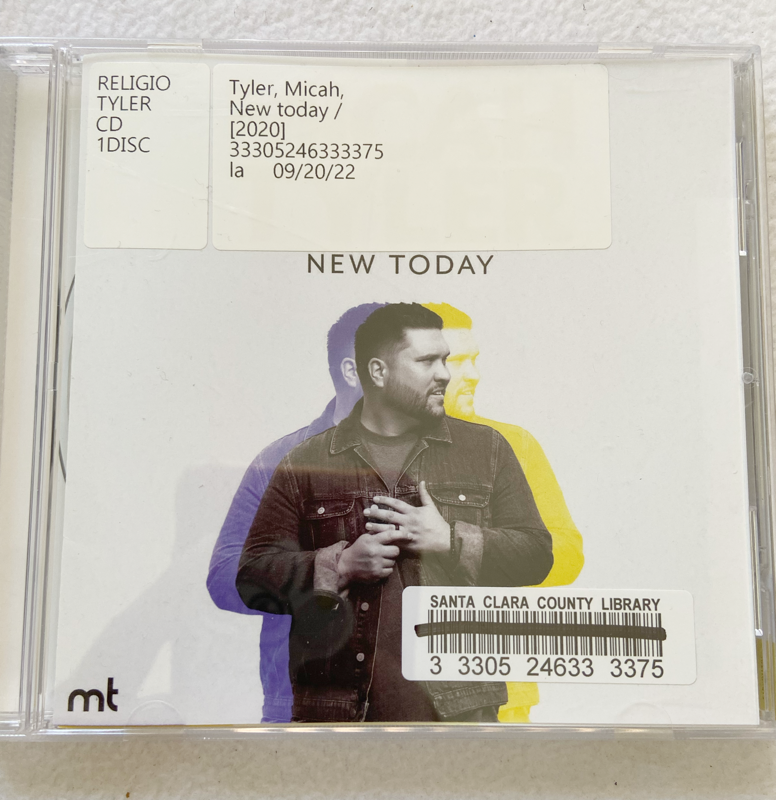 RELIGIO
TYLER
CD
1DISC
Tyler, Micah,
New today /
[2020]
33305246333375
la 09/20/22
NEW TODAY
SANTA CLARA COUNTY LIBRARY
3 3305 24633 3375
mt